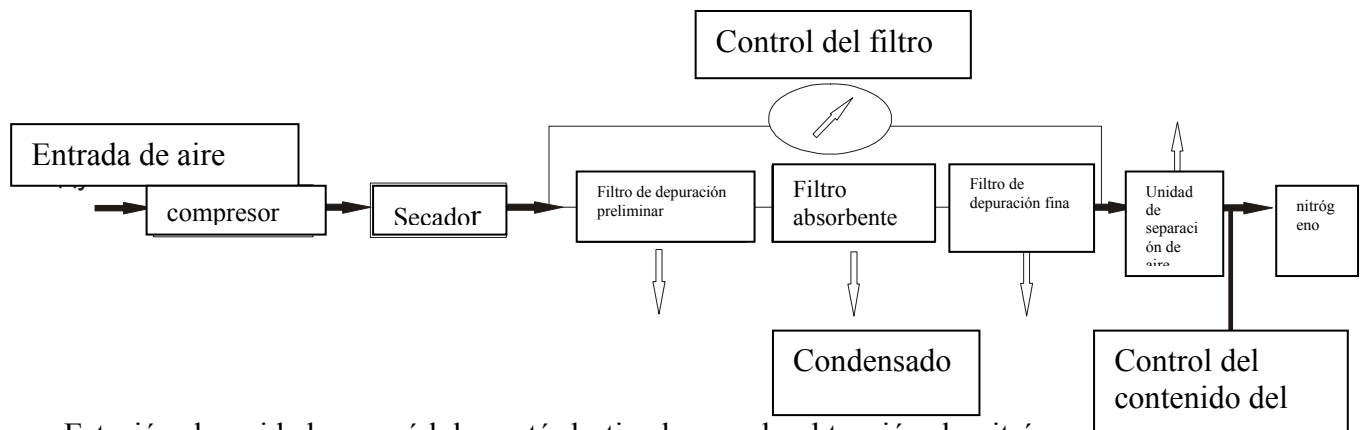 Control del filtro
Entrada de aire
compresor
Secador
Filtro de depuración
preliminar
Filtro
absorbente
Filtro de
depuración fina
Unidad
de
separaci
ón de
aire
nitróg
eno
Condensado
Control del
contenido del